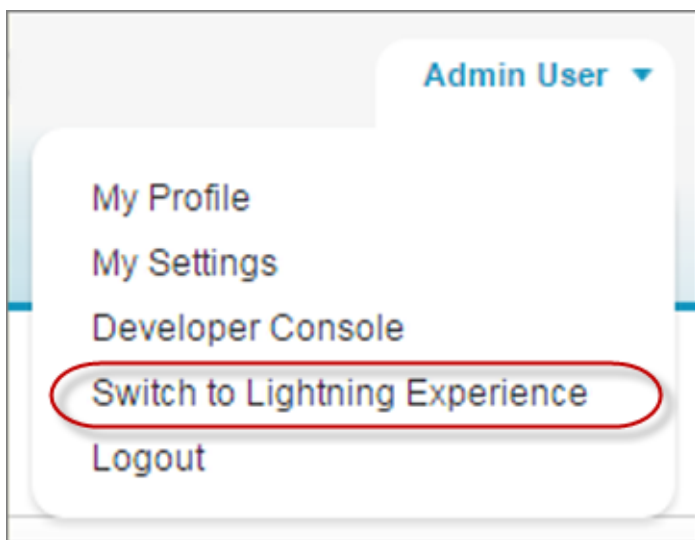 Admin User
My Profile
My Settings
Developer Console
Switch to Lightning Experience
Logout